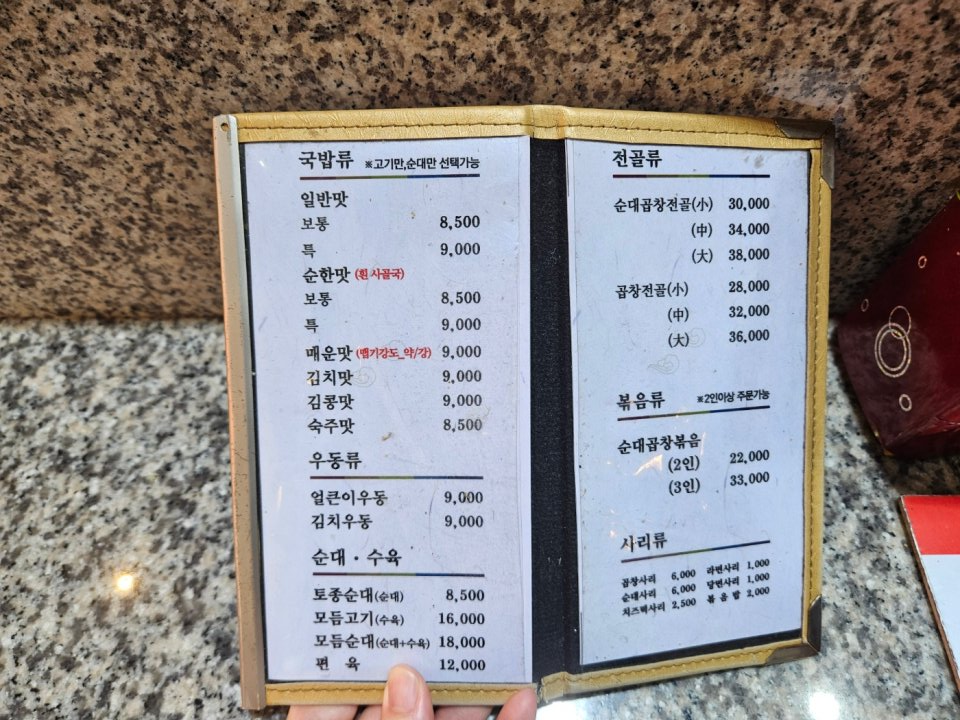 국밥류 ※고기만,순대만 선택가능
일반맛
보통 8,500
특 9,000
순한맛 (흰 사골국)
보통 8,500
특 9,000
매운맛 (맵기강도_약/강) 9,000
김치맛 9,000
김콩맛 9,000
숙주맛 8,500
우동류
얼큰이우동 9,000
김치우동 9,000
순대 · 수육
토종순대(순대) 8,500
모듬고기(수육) 16,000
모듬순대(순대+수육) 18,000
편 육 12,000
전골류
순대곱창전골(小) 30,000
(中) 34,000
(大) 38,000
곱창전골(小) 28,000
(中) 32,000
(大) 36,000
볶음류 ※2인이상 주문가능
순대곱창볶음
(2인) 22,000
(3인) 33,000
사리류
곱창사리 6,000 라면사리 1,000
순대사리 6,000 당면사리 1,000
치즈떡사리 2,500 볶 음 밥 2,000